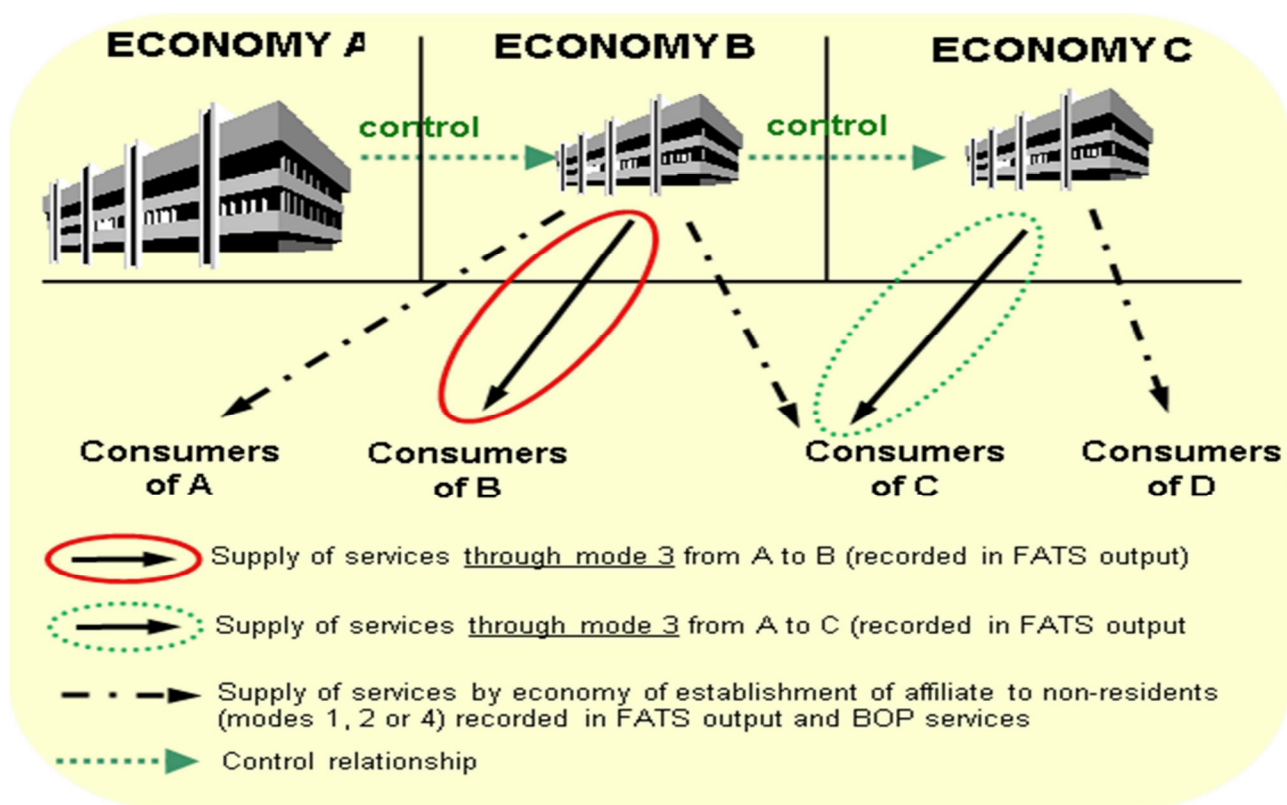 ECONOMY A
ECONOMY B
ECONOMY C
control
control
Consumers
of A
Consumers
of B
Consumers
of C
Consumers
of D
Supply of services through mode 3 from A to B (recorded in FATS output)
Supply of services through mode 3 from A to C (recorded in FATS output
Supply of services by economy of establishment of affiliate to non-residents
(modes 1, 2 or 4) recorded in FATS output and BOP services
Control relationship